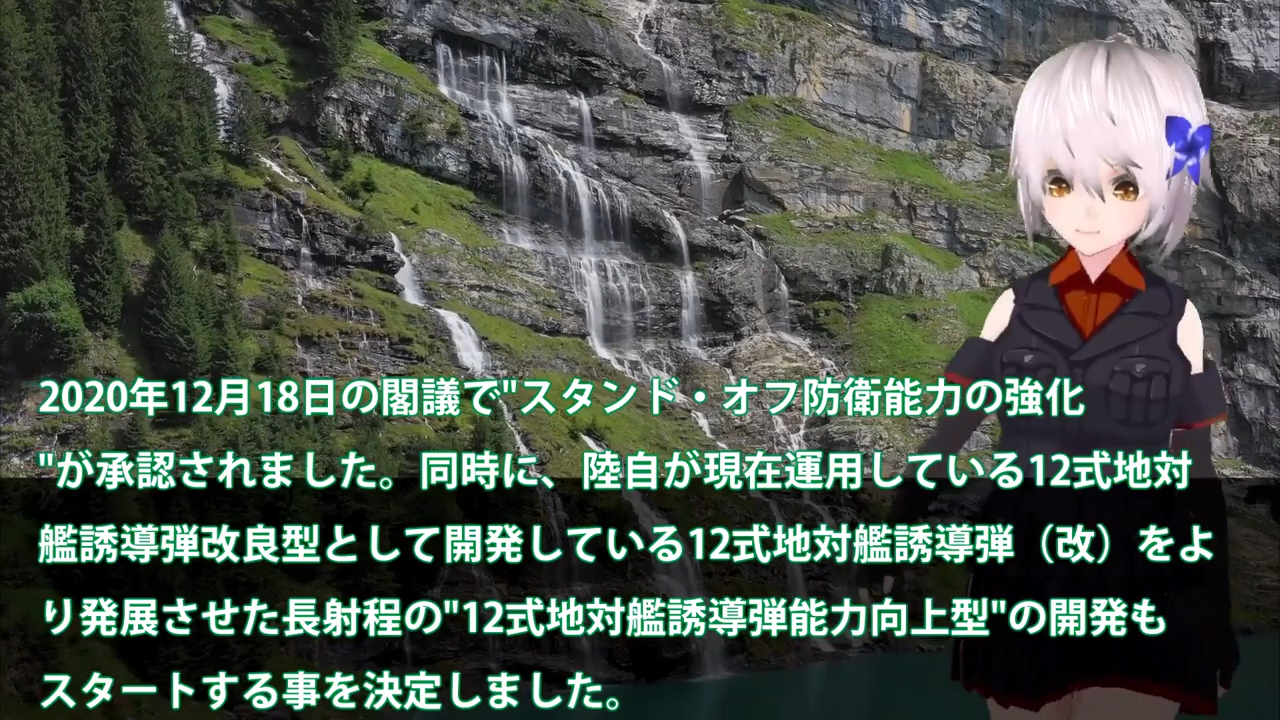 2020年12月18日の閣議で"スタンド・オフ防衛能力の強化
"が承認されました。同時に、陸自が現在運用している12式地対
艦誘導弾改良型として開発している12式地対艦誘導弾（改）をよ
り発展させた長射程の"12式地対艦誘導弾能力向上型"の開発も
スタートする事を決定しました。